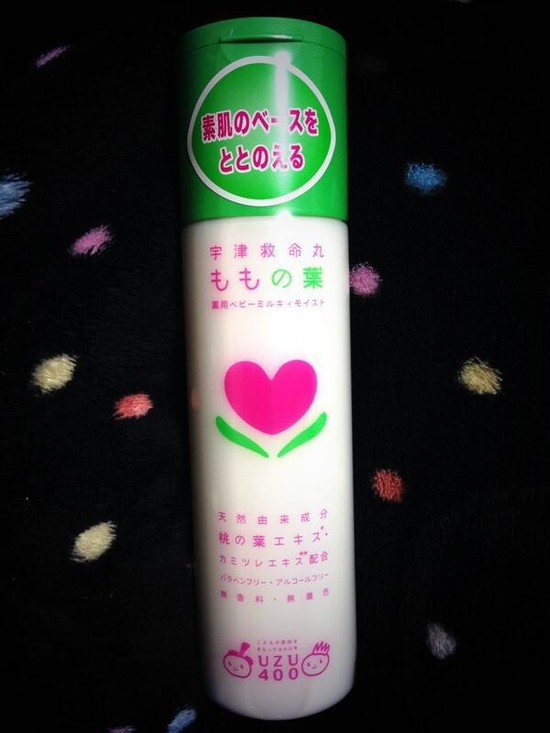 素肌のベースを
ととのえる
宇津救命丸
ももの葉
薬用ベビーミルキィモイスト
天然由来成分
桃の葉エキス・
カミツレエキス配合
パラベンフリー・アルコールフリー
無香料・無着色
UZU
400